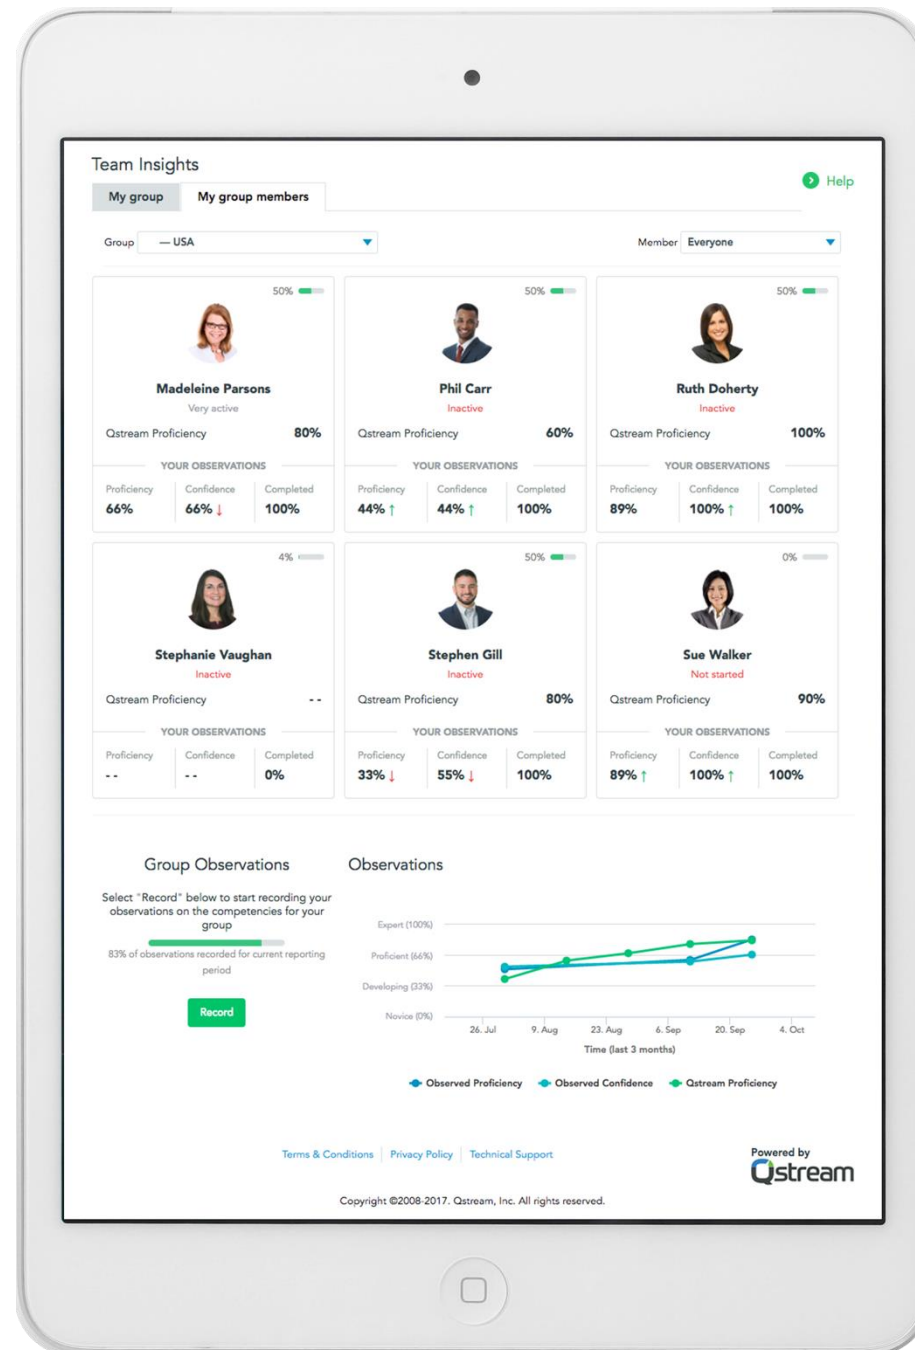 Team Insights
Help
My group My group members
Group — USA Member Everyone
50% 50% 50%
Madeleine Parsons Phil Carr Ruth Doherty
Very active Inactive Inactive
Qstream Proficiency 80% Qstream Proficiency 60% Qstream Proficiency 100%
YOUR OBSERVATIONS YOUR OBSERVATIONS YOUR OBSERVATIONS
Proficiency Confidence Completed Proficiency Confidence Completed Proficiency Confidence Completed
66% 66% ↓ 100% 44% ↑ 44% ↑ 100% 89% 100% ↑ 100%
4% 50% 0%
Stephanie Vaughan Stephen Gill Sue Walker
Inactive Inactive Not started
Qstream Proficiency - - Qstream Proficiency 80% Qstream Proficiency 90%
YOUR OBSERVATIONS YOUR OBSERVATIONS YOUR OBSERVATIONS
Proficiency Confidence Completed Proficiency Confidence Completed Proficiency Confidence Completed
- - - - 0% 33% ↓ 55% ↓ 100% 89% ↑ 100% ↑ 100%
Group Observations
Select "Record" below to start recording your
observations on the competencies for your
group
83% of observations recorded for current reporting
period
Record
Observations
Expert (100%)
Proficient (66%)
Developing (33%)
Novice (0%)
26. Jul 9. Aug 23. Aug 6. Sep 20. Sep 4. Oct
Time (last 3 months)
Observed Proficiency Observed Confidence Qstream Proficiency
Terms & Conditions Privacy Policy Technical Support
Powered by
Qstream
Copyright ©2008-2017. Qstream, Inc. All rights reserved.